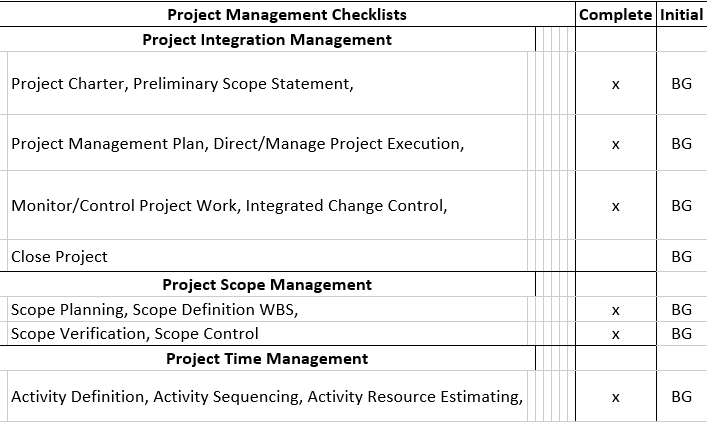 Project Management Checklists Complete Initial
Project Integration Management
Project Charter, Preliminary Scope Statement, x BG
Project Management Plan, Direct/Manage Project Execution, x BG
Monitor/Control Project Work, Integrated Change Control, x BG
Close Project BG
Project Scope Management
Scope Planning, Scope Definition WBS, x BG
Scope Verification, Scope Control x BG
Project Time Management
Activity Definition, Activity Sequencing, Activity Resource Estimating, x BG